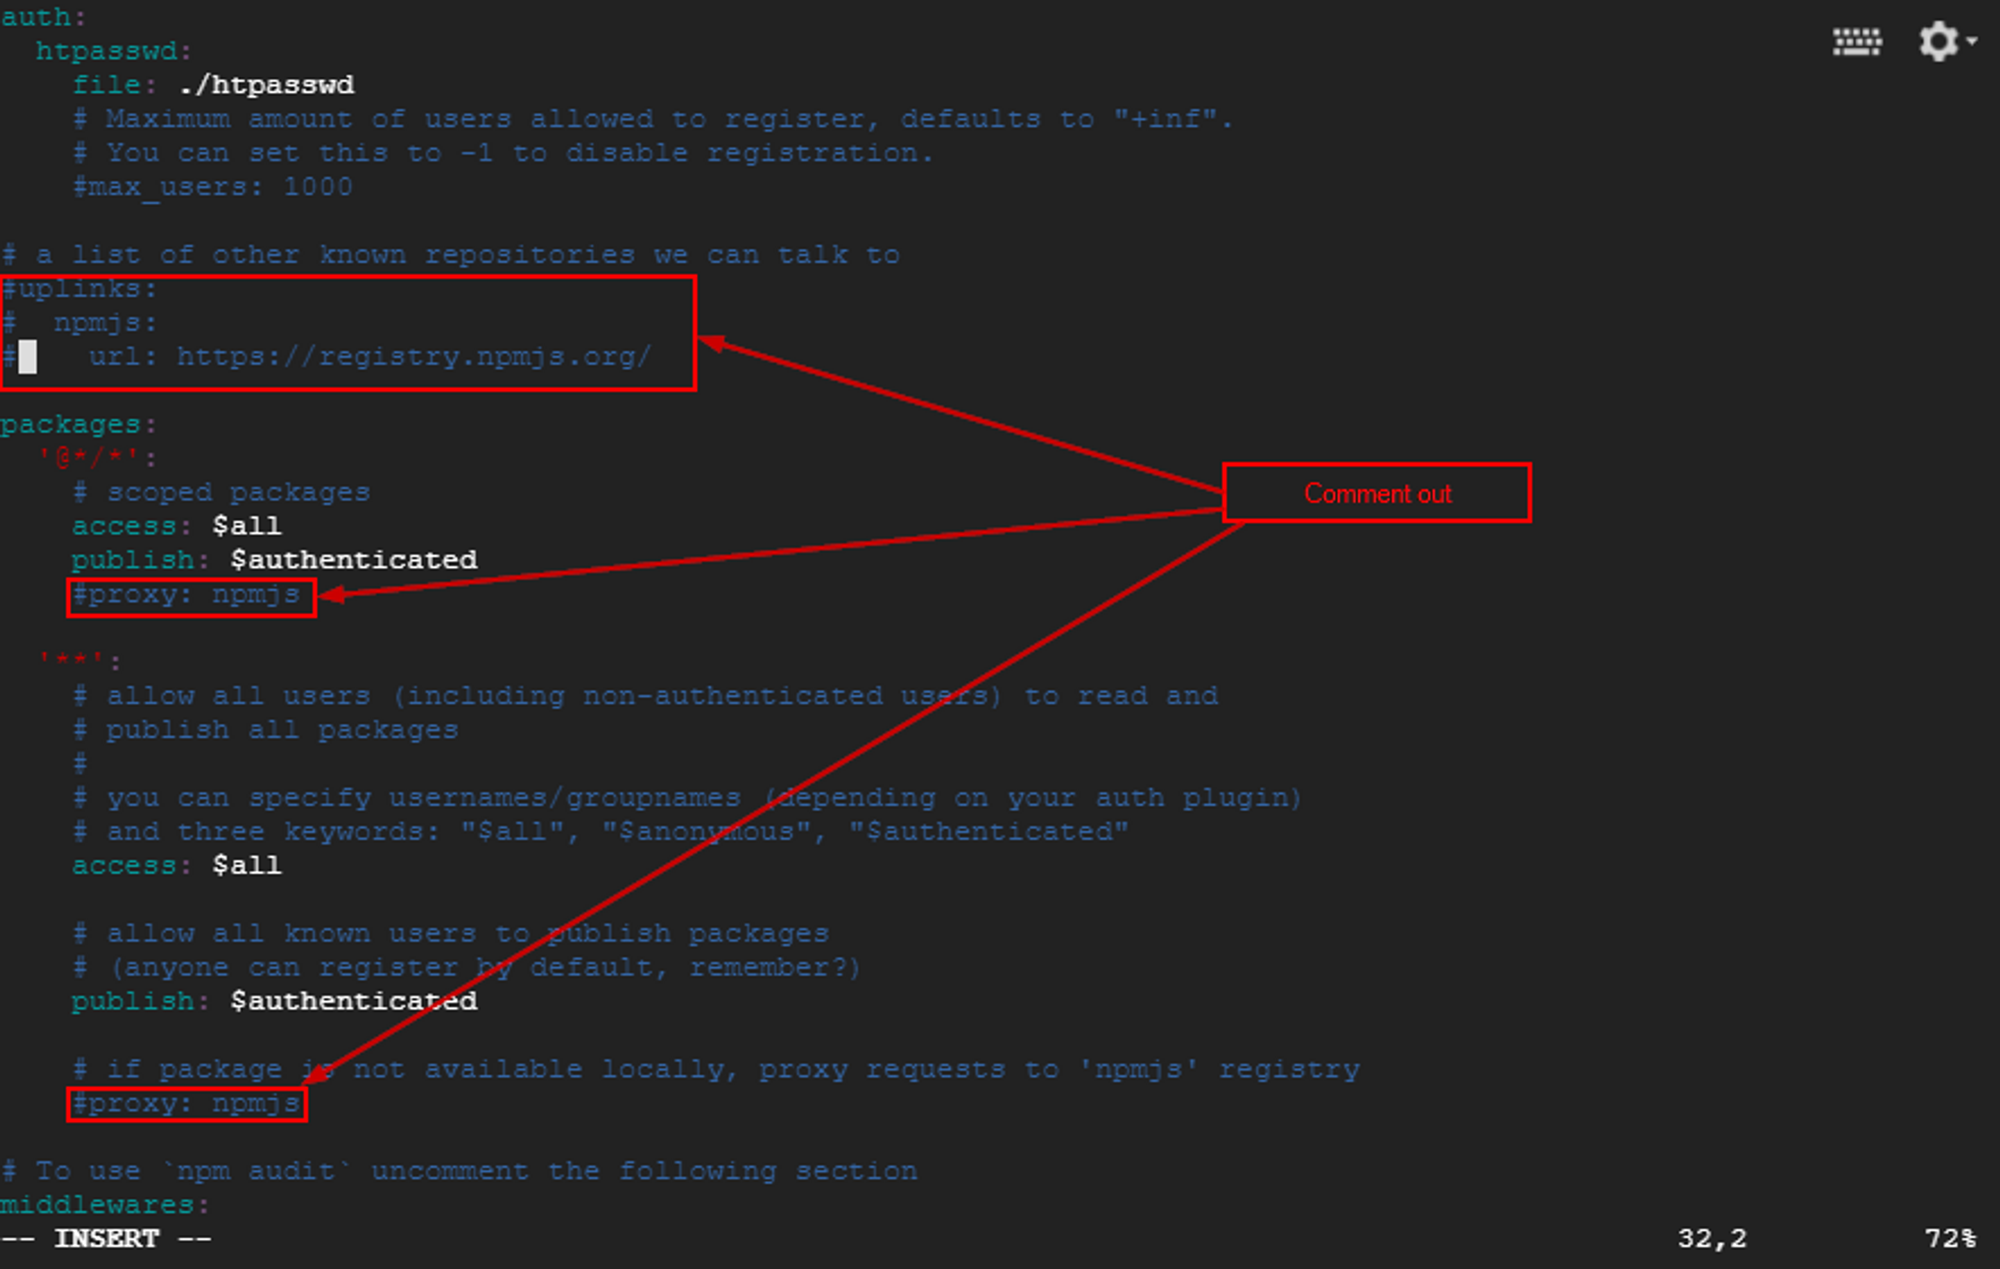 auth:
  htpasswd:
    file: ./htpasswd
    # Maximum amount of users allowed to register, defaults to "+inf".
    # You can set this to -1 to disable registration.
    #max_users: 1000
# a list of other known repositories we can talk to
#uplinks:
#  npmjs:
#    url: https://registry.npmjs.org/
packages:
  '@*/*':
    # scoped packages
    access: $all
    publish: $authenticated
    #proxy: npmjs
Comment out
  '**':
    # allow all users (including non-authenticated users) to read and
    # publish all packages
    #
    # you can specify usernames/groupnames (depending on your auth plugin)
    # and three keywords: "$all", "$anonymous", "$authenticated"
    access: $all
    # allow all known users to publish packages
    # (anyone can register by default, remember?)
    publish: $authenticated
    # if package is not available locally, proxy requests to 'npmjs' registry
    #proxy: npmjs
# To use `npm audit` uncomment the following section
middlewares:
-- INSERT -- 32,2 72%